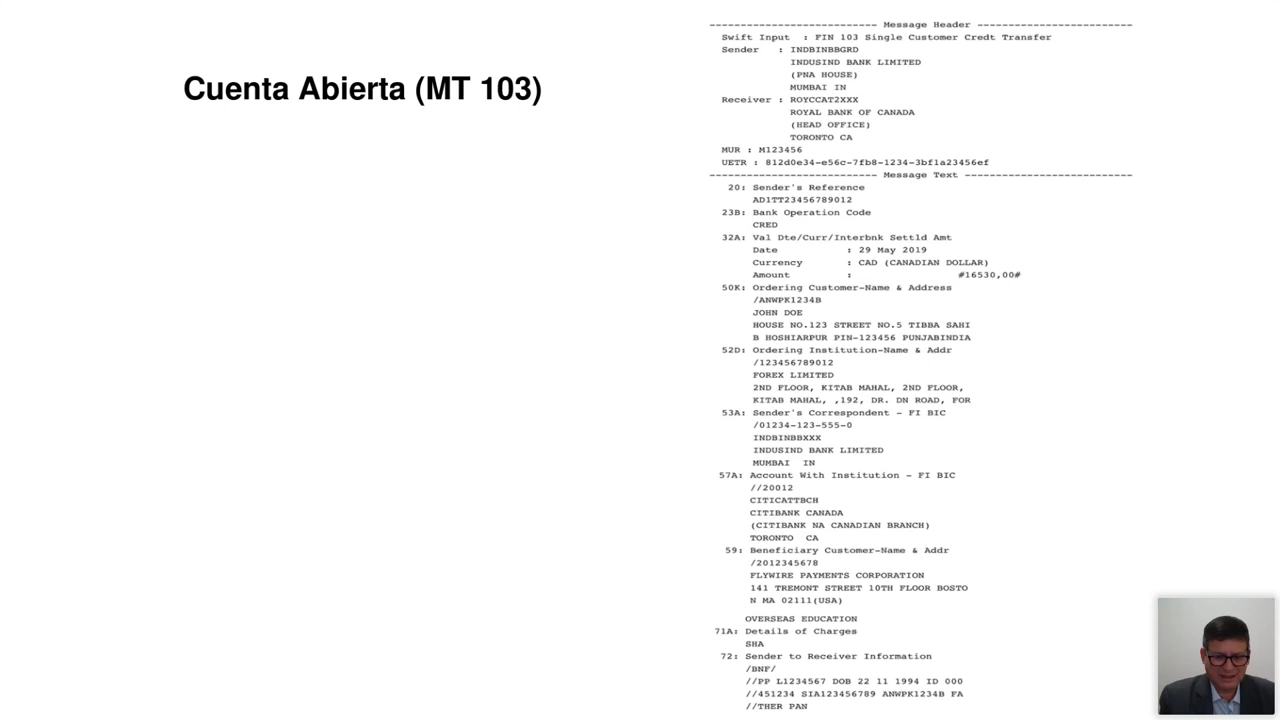 Cuenta Abierta (MT 103)
--------------------------- Message Header -------------------------
Swift Input : FIN 103 Single Customer Credt Transfer
Sender : INDBINBBGRD
INDUSIND BANK LIMITED
(PNA HOUSE)
MUMBAI IN
Receiver : ROYCCAT2XXX
ROYAL BANK OF CANADA
(HEAD OFFICE)
TORONTO CA
MUR : M123456
UETR : 812d0e34-e56c-7fb8-1234-3bf1a23456ef
--------------------------- Message Text ---------------------------
20: Sender's Reference
AD1TT23456789012
23B: Bank Operation Code
CRED
32A: Val Dte/Curr/Interbnk Settld Amt
Date : 29 May 2019
Currency : CAD (CANADIAN DOLLAR)
Amount : #16530,00#
50K: Ordering Customer-Name & Address
/ANWPK1234B
JOHN DOE
HOUSE NO.123 STREET NO.5 TIBBA SAHI
B HOSHIARPUR PIN-123456 PUNJABINDIA
52D: Ordering Institution-Name & Addr
/123456789012
FOREX LIMITED
2ND FLOOR, KITAB MAHAL, 2ND FLOOR,
KITAB MAHAL, ,192, DR. DN ROAD, FOR
53A: Sender's Correspondent - FI BIC
/01234-123-555-0
INDBINBBXXX
INDUSIND BANK LIMITED
MUMBAI IN
57A: Account With Institution - FI BIC
//20012
CITICATTBCH
CITIBANK CANADA
(CITIBANK NA CANADIAN BRANCH)
TORONTO CA
59: Beneficiary Customer-Name & Addr
/2012345678
FLYWIRE PAYMENTS CORPORATION
141 TREMONT STREET 10TH FLOOR BOSTO
N MA 02111(USA)
OVERSEAS EDUCATION
71A: Details of Charges
SHA
72: Sender to Receiver Information
/BNF/
//PP L1234567 DOB 22 11 1994 ID 000
//451234 SIA123456789 ANWPK1234B FA
//THER PAN